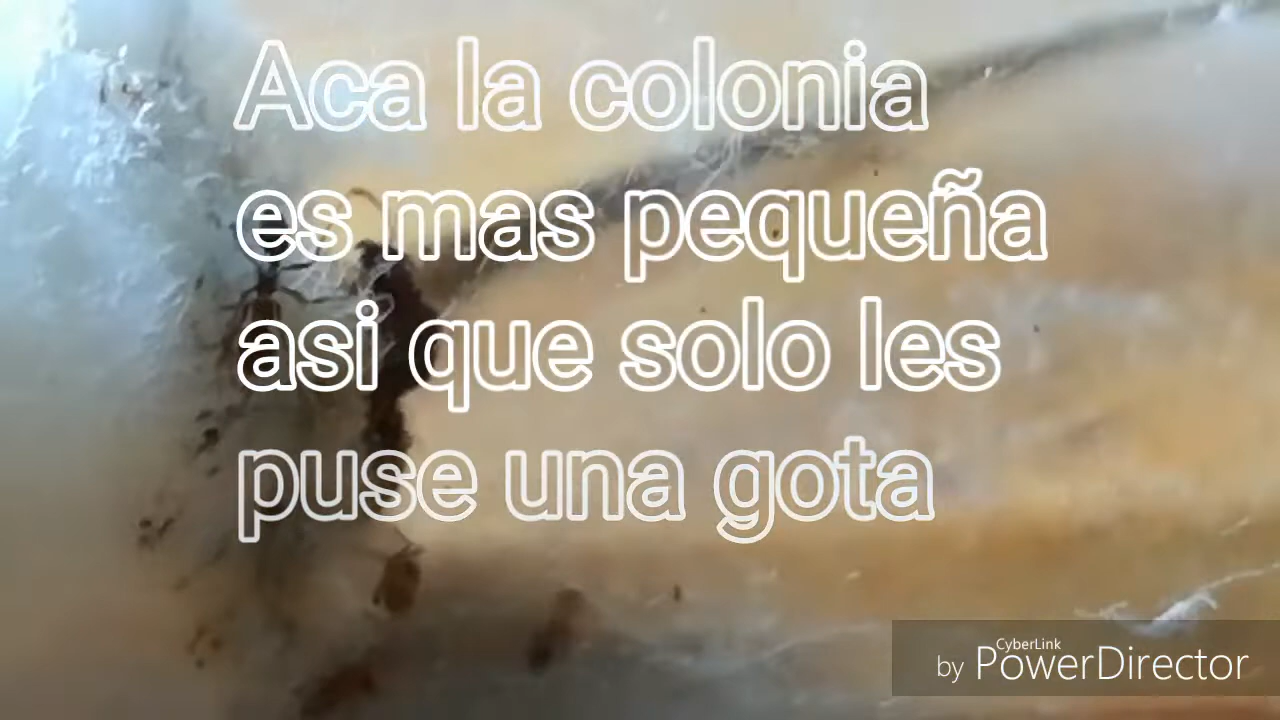 Aca la colonia
es mas pequeña
asi que solo les
puse una gota
CyberLink
by PowerDirector